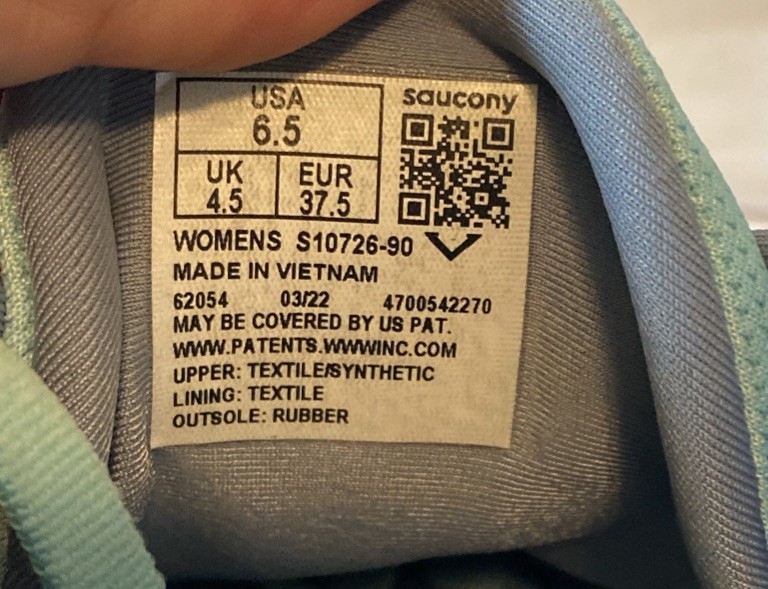 USA
6.5
UK EUR
4.5 37.5
saucony
WOMENS S10726-90
MADE IN VIETNAM
62054 03/22 4700542270
MAY BE COVERED BY US PAT.
WWW.PATENTS.WWWINC.COM
UPPER: TEXTILE/SYNTHETIC
LINING: TEXTILE
OUTSOLE: RUBBER